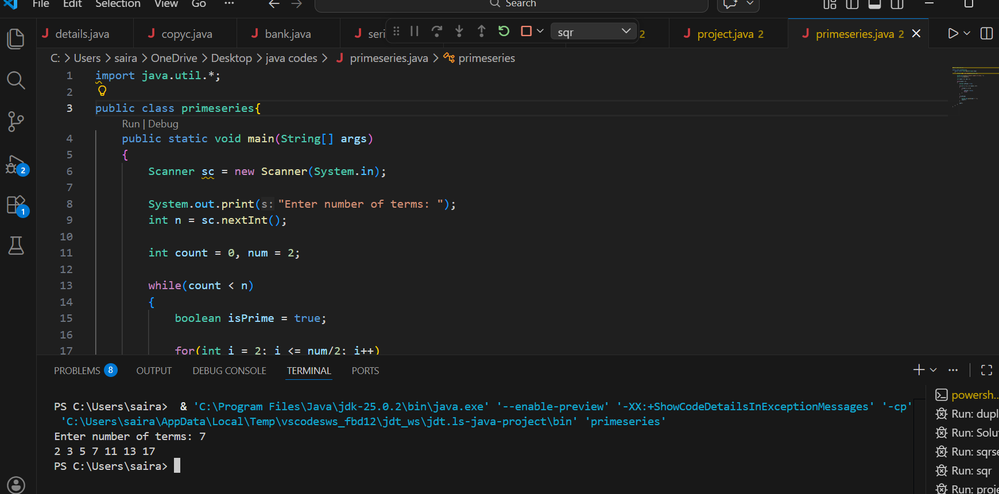 File Edit Selection View Go ··· Search
details.java copyc.java bank.java seri sqr 2 project.java 2 primeseries.java 2
C: > Users > saira > OneDrive > Desktop > java codes > primeseries.java > primeseries
1 import java.util.*;
2
3 public class primeseries{
Run | Debug
4 public static void main(String[] args)
5 {
6 Scanner sc = new Scanner(System.in);
7
8 System.out.print(s: "Enter number of terms: ");
9 int n = sc.nextInt();
10
11 int count = 0, num = 2;
12
13 while(count < n)
14 {
15 boolean isPrime = true;
16
17 for(int i = 2; i <= num/2; i++)
2
1
PROBLEMS 8 OUTPUT DEBUG CONSOLE TERMINAL PORTS
PS C:\Users\saira>  & 'C:\Program Files\Java\jdk-25.0.2\bin\java.exe' '--enable-preview' '-XX:+ShowCodeDetailsInExceptionMessages' '-cp'
'C:\Users\saira\AppData\Local\Temp\vscodesws_fbd12\jdt_ws\jdt.ls-java-project\bin' 'primeseries'
Enter number of terms: 7
2 3 5 7 11 13 17
PS C:\Users\saira>
powersh...
Run: dupl
Run: Solu
Run: sqrse
Run: sqr
Run: proje